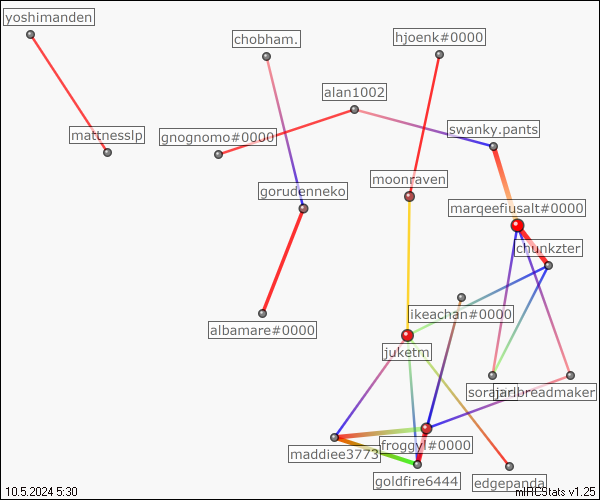 yoshimanden
chobham.
hjoenk#0000
alan1002
swanky.pants
mattnesslp
gnognomo#0000
moonraven
gorudenneko
marqeefiusalt#0000
chunkzter
ikeachan#0000
albamare#0000
juketm
jarlbreadmaker
froggyl#0000
maddiee3773
goldfire6444
edgepanda
10.5.2024 5:30
mIRCStats v1.25